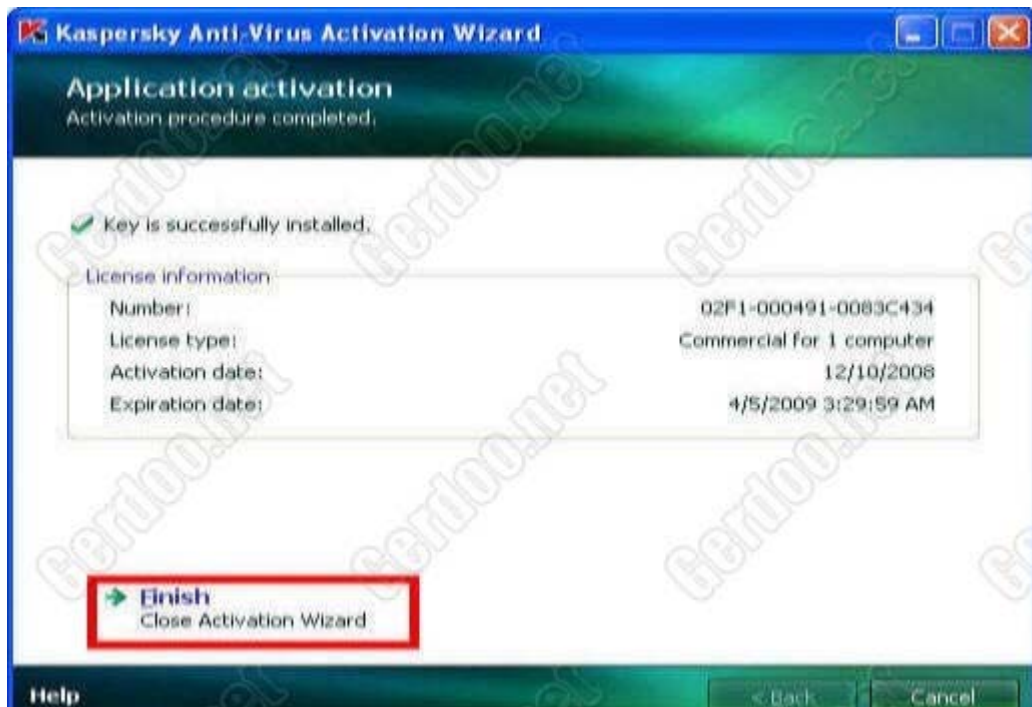 Kaspersky Anti-Virus Activation Wizard
Application activation
Activation procedure completed.
Key is successfully installed.
License information
Number: 02F1-000491-0083C434
License type: Commercial for 1 computer
Activation date: 12/10/2008
Expiration date: 4/5/2009 3:29:59 AM
Finish
Close Activation Wizard
Help < Back Cancel
Gerdoo.net